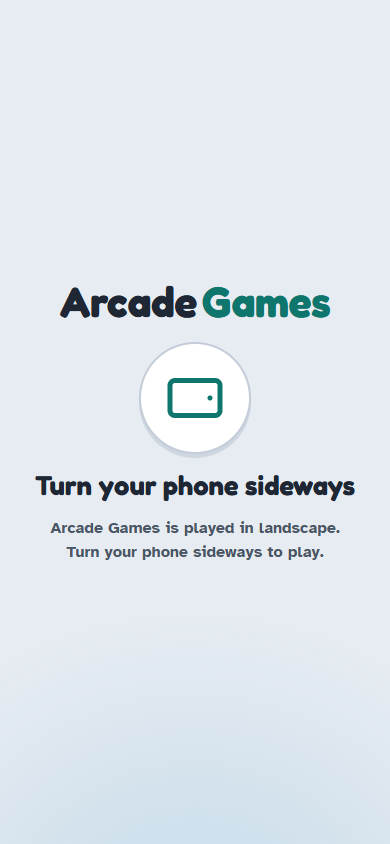 Arcade Games
Turn your phone sideways
Arcade Games is played in landscape.
Turn your phone sideways to play.